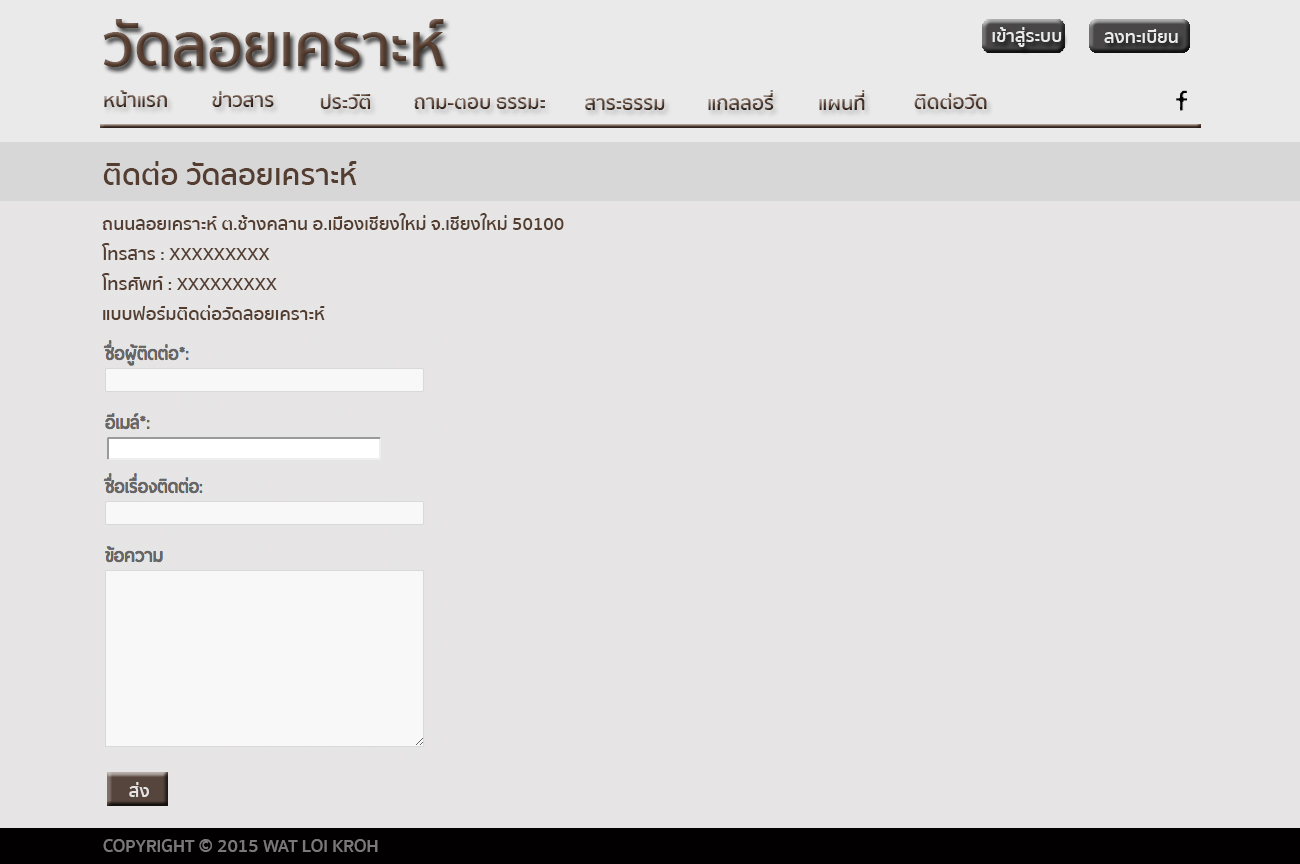 วัดลอยเคราะห์
เข้าสู่ระบบ ลงทะเบียน
หน้าแรก ข่าวสาร ประวัติ ถาม-ตอบ ธรรมะ สาระธรรม แกลลอรี่ แผนที่ ติดต่อวัด f
ติดต่อ วัดลอยเคราะห์
ถนนลอยเคราะห์ ต.ช้างคลาน อ.เมืองเชียงใหม่ จ.เชียงใหม่ 50100
โทรสาร : XXXXXXXXX
โทรศัพท์ : XXXXXXXXX
แบบฟอร์มติดต่อวัดลอยเคราะห์
ชื่อผู้ติดต่อ*:
อีเมล์*:
ชื่อเรื่องติดต่อ:
ข้อความ
ส่ง
COPYRIGHT © 2015 WAT LOI KROH